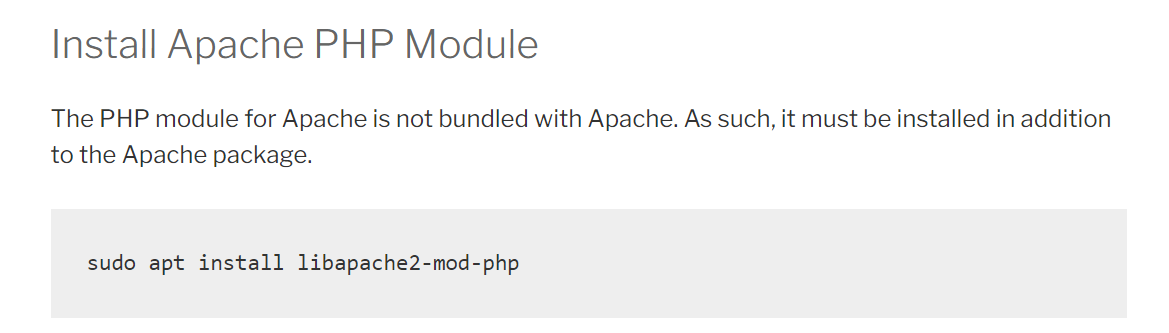 Install Apache PHP Module
The PHP module for Apache is not bundled with Apache. As such, it must be installed in addition
to the Apache package.
sudo apt install libapache2-mod-php